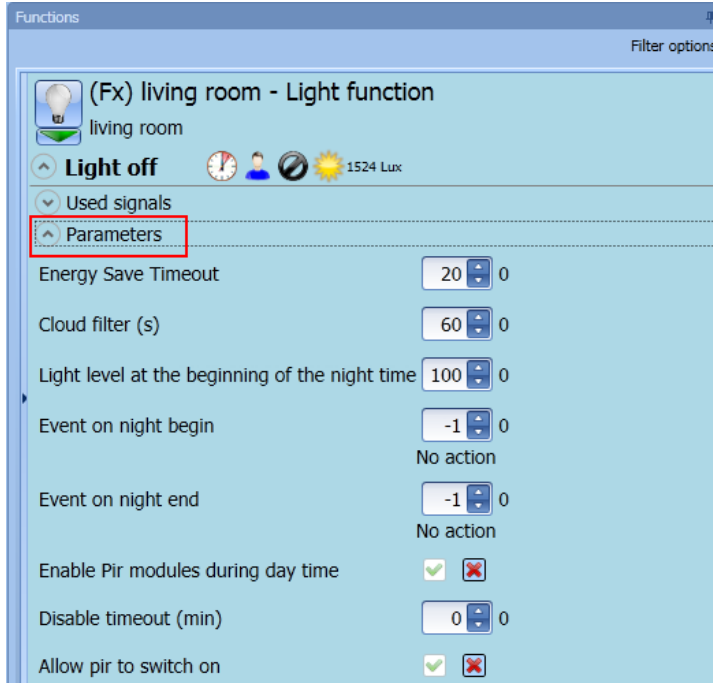 Functions
Filter options
(Fx) living room - Light function
living room
Light off 1524 Lux
Used signals
Parameters
Energy Save Timeout 20 0
Cloud filter (s) 60 0
Light level at the beginning of the night time 100 0
Event on night begin -1 0
No action
Event on night end -1 0
No action
Enable Pir modules during day time
Disable timeout (min) 0 0
Allow pir to switch on